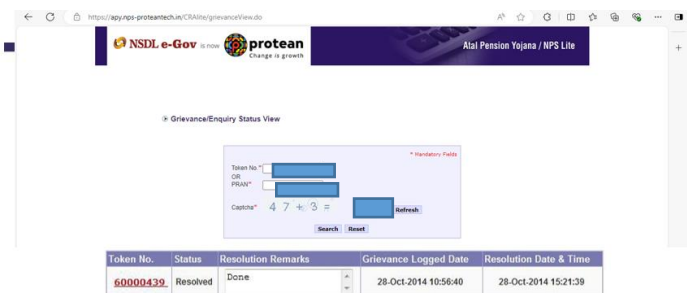 https://apy.nps-proteantech.in/CRAlite/grievanceView.do
NSDL e-Gov is now protean
Change is growth
Atal Pension Yojana / NPS Lite
Grievance/Enquiry Status View
* Mandatory Fields
Token No *
OR
PRAN*
Captcha* 4 7 + 3 = Refresh
Search Reset
Token No. Status Resolution Remarks Grievance Logged Date Resolution Date & Time
60000439 Resolved Done 28-Oct-2014 10:56:40 28-Oct-2014 15:21:39